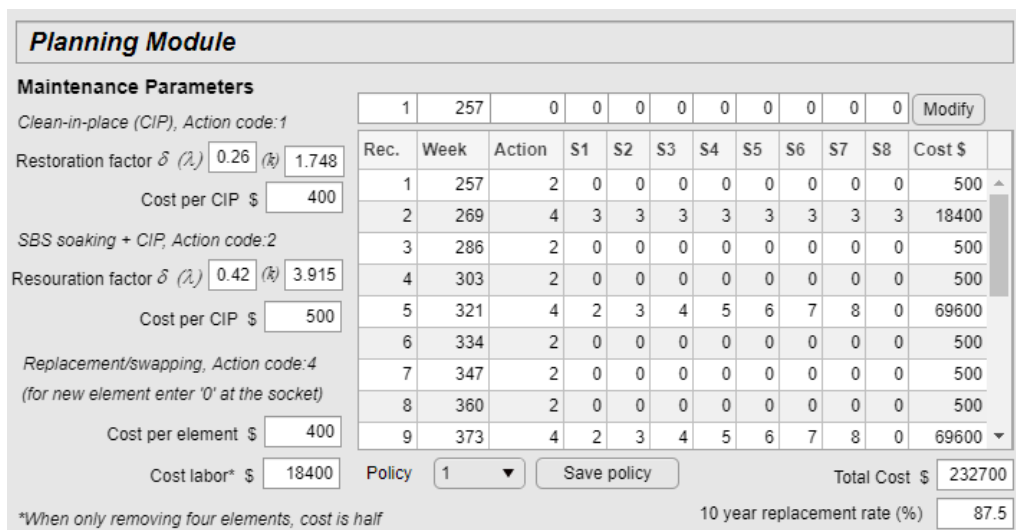 Planning Module
Maintenance Parameters
Clean-in-place (CIP), Action code:1
Restoration factor δ (λ) 0.26 (k) 1.748
Cost per CIP $ 400
SBS soaking + CIP, Action code:2
Resouration factor δ (λ) 0.42 (k) 3.915
Cost per CIP $ 500
Replacement/swapping, Action code:4
(for new element enter '0' at the socket)
Cost per element $ 400
Cost labor* $ 18400
*When only removing four elements, cost is half
1 257 0 0 0 0 0 0 0 0 0 Modify
Rec. Week Action S1 S2 S3 S4 S5 S6 S7 S8 Cost $
1 257 2 0 0 0 0 0 0 0 0 500
2 269 4 3 3 3 3 3 3 3 3 18400
3 286 2 0 0 0 0 0 0 0 0 500
4 303 2 0 0 0 0 0 0 0 0 500
5 321 4 2 3 4 5 6 7 8 0 69600
6 334 2 0 0 0 0 0 0 0 0 500
7 347 2 0 0 0 0 0 0 0 0 500
8 360 2 0 0 0 0 0 0 0 0 500
9 373 4 2 3 4 5 6 7 8 0 69600
Policy 1 Save policy
Total Cost $ 232700
10 year replacement rate (%) 87.5